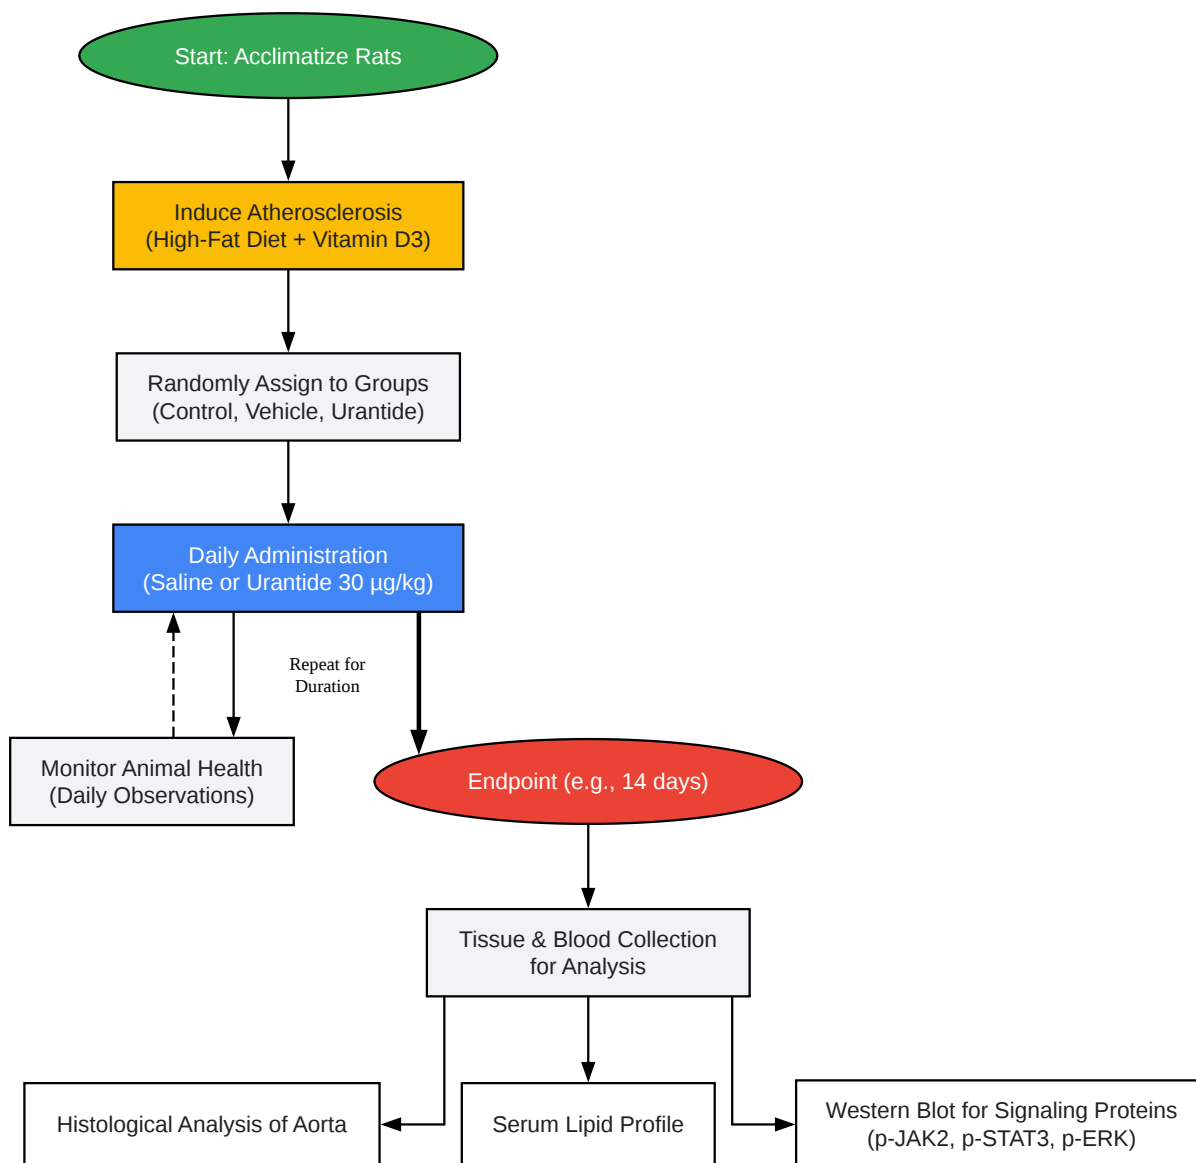 Start: Acclimatize Rats
Induce Atherosclerosis
(High-Fat Diet + Vitamin D3)
Randomly Assign to Groups
(Control, Vehicle, Urantide)
Daily Administration
(Saline or Urantide 30 µg/kg)
Repeat for
Duration
Monitor Animal Health
(Daily Observations)
Endpoint (e.g., 14 days)
Tissue & Blood Collection
for Analysis
Histological Analysis of Aorta
Serum Lipid Profile
Western Blot for Signaling Proteins
(p-JAK2, p-STAT3, p-ERK)